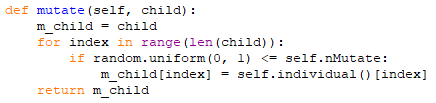 def mutate(self, child):
    m_child = child
    for index in range(len(child)):
        if random.uniform(0, 1) <= self.nMutate:
            m_child[index] = self.individual()[index]
    return m_child